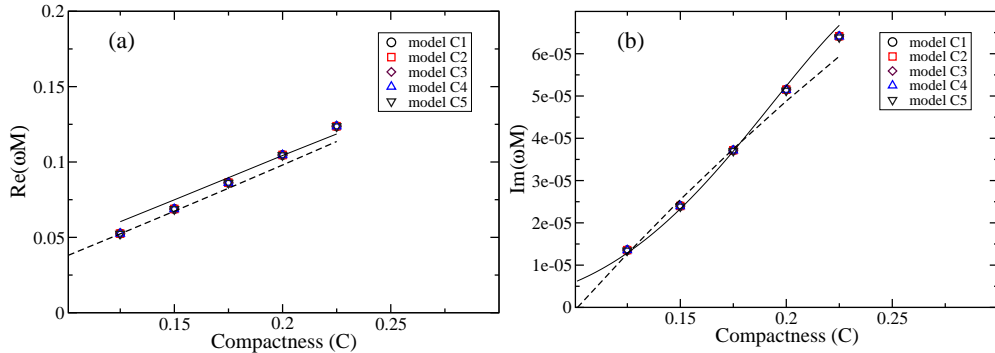 (a)
model C1
model C2
model C3
model C4
model C5
0.2
0.15
0.1
0.05
0
Re(ωM)
0.15
0.2
0.25
Compactness (C)
(b)
model C1
model C2
model C3
model C4
model C5
6e-05
5e-05
4e-05
3e-05
2e-05
1e-05
0
Im(ωM)
0.15
0.2
0.25
Compactness (C)